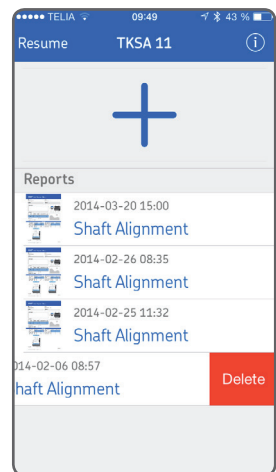 TELIA 09:49 43 %
Resume TKSA 11 i
Reports
2014-03-20 15:00
Shaft Alignment
2014-02-26 08:35
Shaft Alignment
2014-02-25 11:32
Shaft Alignment
014-02-06 08:57
haft Alignment
Delete